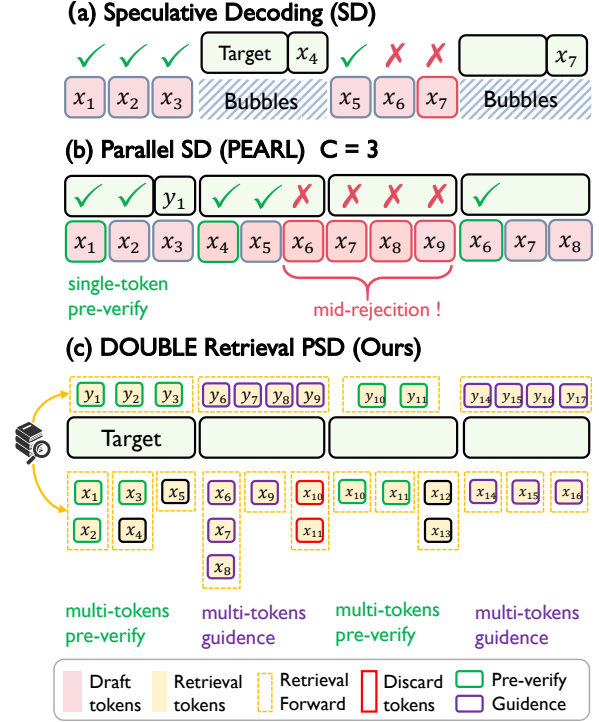 (a) Speculative Decoding (SD)
✓ ✓ ✓ Target x₄ ✓ ✗ ✗ x₇
x₁ x₂ x₃ Bubbles x₅ x₆ x₇ Bubbles
(b) Parallel SD (PEARL) C = 3
✓ ✓ y₁ ✓ ✓ ✗ ✗ ✗ ✗ ✓
x₁ x₂ x₃ x₄ x₅ x₆ x₇ x₈ x₉ x₆ x₇ x₈
single-token
pre-verify
mid-rejecition !
(c) DOUBLE Retrieval PSD (Ours)
y₁ y₂ y₃ y₆ y₇ y₈ y₉ y₁₀ y₁₁ y₁₄ y₁₅ y₁₆ y₁₇
Target
x₁ x₃ x₅ x₆ x₉ x₁₀ x₁₀ x₁₁ x₁₂ x₁₄ x₁₅ x₁₆
x₂ x₄ x₇ x₁₁ x₁₃
x₈
multi-tokens
pre-verify
multi-tokens
guidence
multi-tokens
pre-verify
multi-tokens
guidence
Draft
tokens
Retrieval
tokens
Retrieval
Forward
Discard
tokens
Pre-verify
Guidence